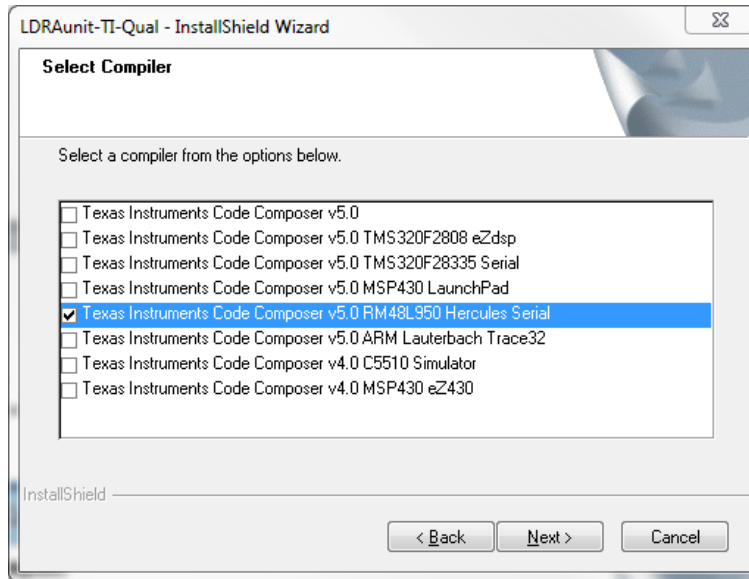 LDRAunit-TI-Qual - InstallShield Wizard
Select Compiler
Select a compiler from the options below.
Texas Instruments Code Composer v5.0
Texas Instruments Code Composer v5.0 TMS320F2808 eZdsp
Texas Instruments Code Composer v5.0 TMS320F28335 Serial
Texas Instruments Code Composer v5.0 MSP430 LaunchPad
Texas Instruments Code Composer v5.0 RM48L950 Hercules Serial
Texas Instruments Code Composer v5.0 ARM Lauterbach Trace32
Texas Instruments Code Composer v4.0 C5510 Simulator
Texas Instruments Code Composer v4.0 MSP430 eZ430
InstallShield
< Back Next > Cancel